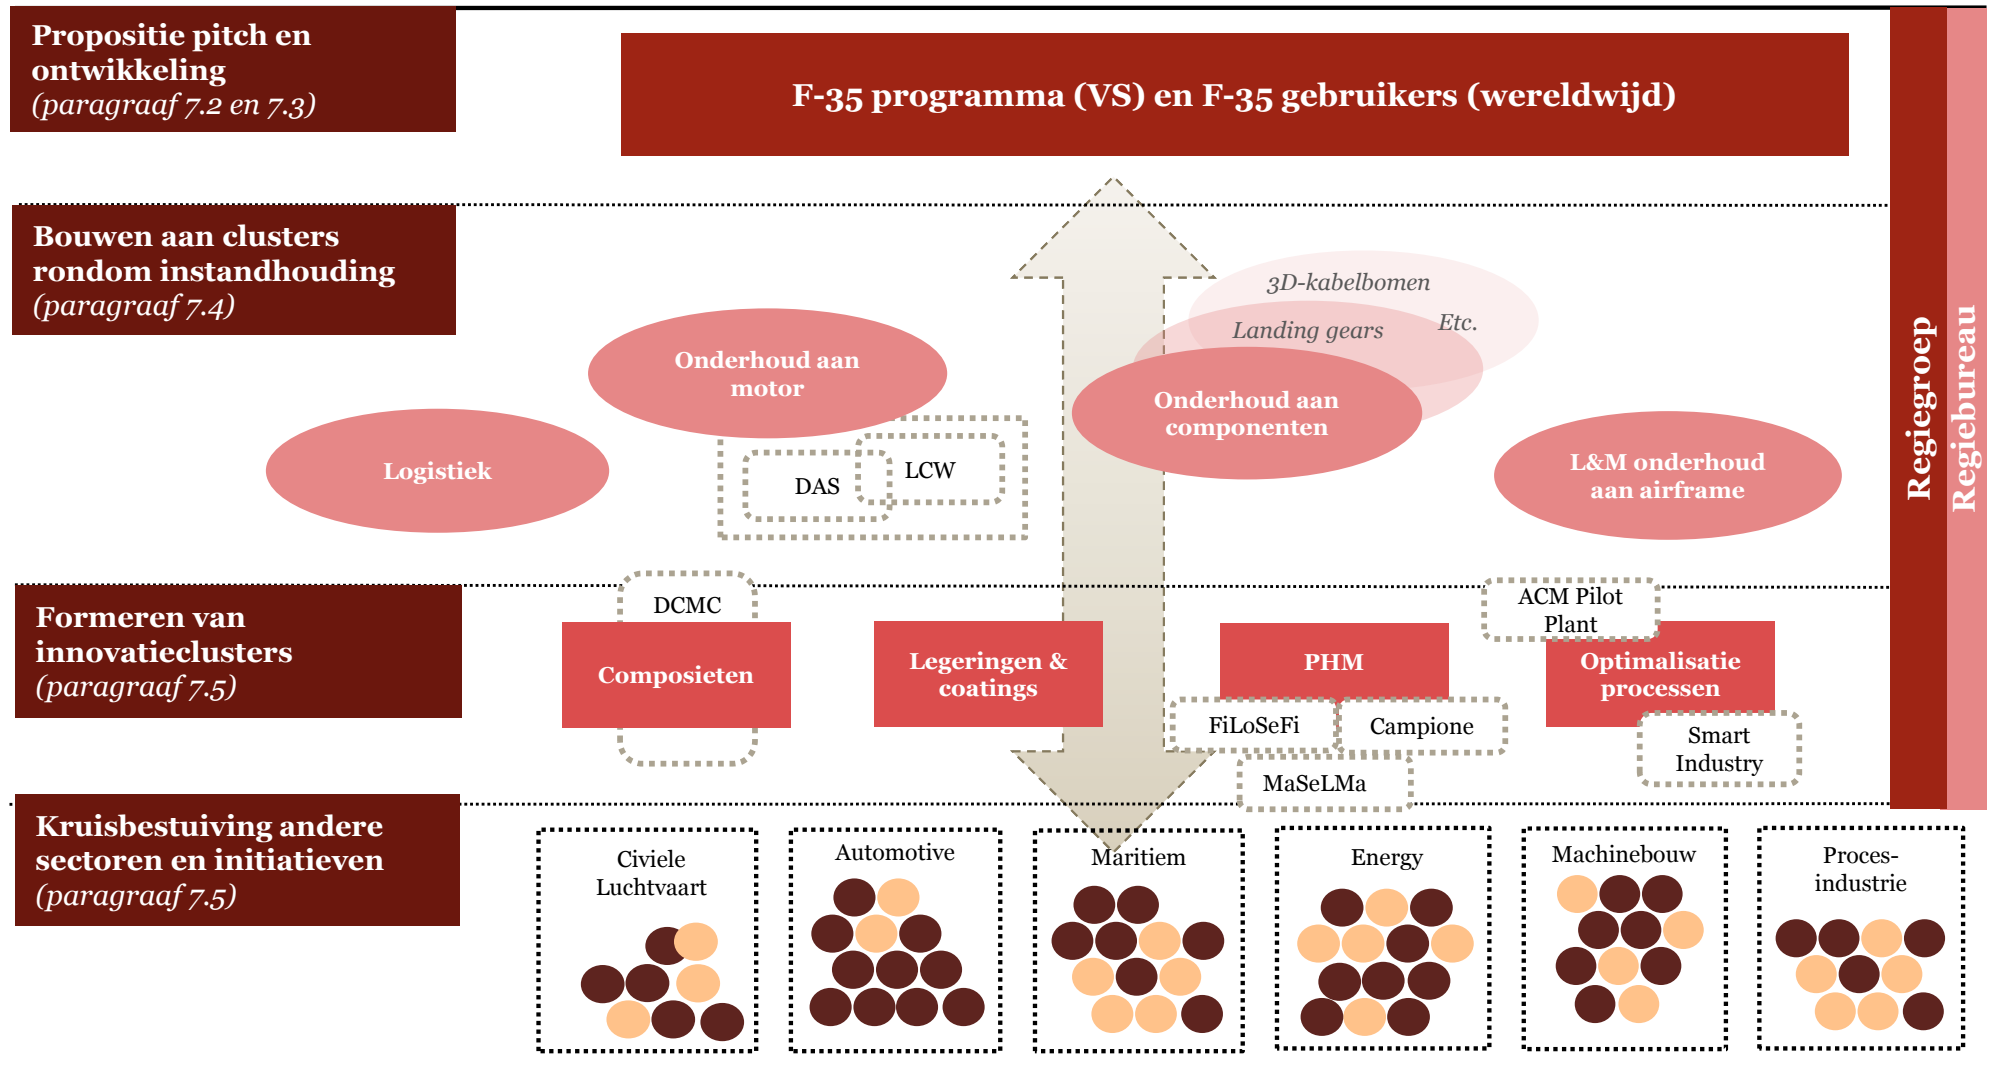 Propositie pitch en
ontwikkeling
(paragraaf 7.2 en 7.3)
F-35 programma (VS) en F-35 gebruikers (wereldwijd)
Regiegroep
Regiebureau
Bouwen aan clusters
rondom instandhouding
(paragraaf 7.4)
Logistiek
Onderhoud aan
motor
DAS
LCW
3D-kabelbomen
Landing gears
Etc.
Onderhoud aan
componenten
L&M onderhoud
aan airframe
Formeren van
innovatieclusters
(paragraaf 7.5)
DCMC
Composieten
Legeringen &
coatings
PHM
FiLoSeFi
Campione
MaSeLMa
ACM Pilot
Plant
Optimalisatie
processen
Smart
Industry
Kruisbestuiving andere
sectoren en initiatieven
(paragraaf 7.5)
Civiele
Luchtvaart
Automotive
Maritiem
Energy
Machinebouw
Proces-
industrie